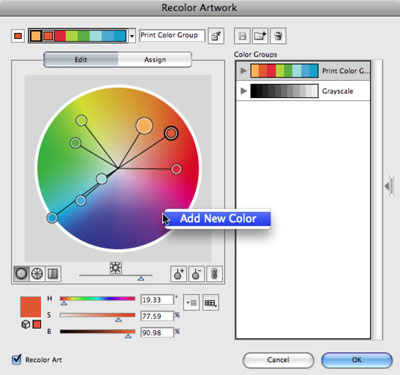 Recolor Artwork
Print Color Group
Edit
Assign
Color Groups
Print Color G...
Grayscale
Add New Color
H
19.33
°
S
77.59
%
B
90.98
%
Recolor Art
Cancel
OK